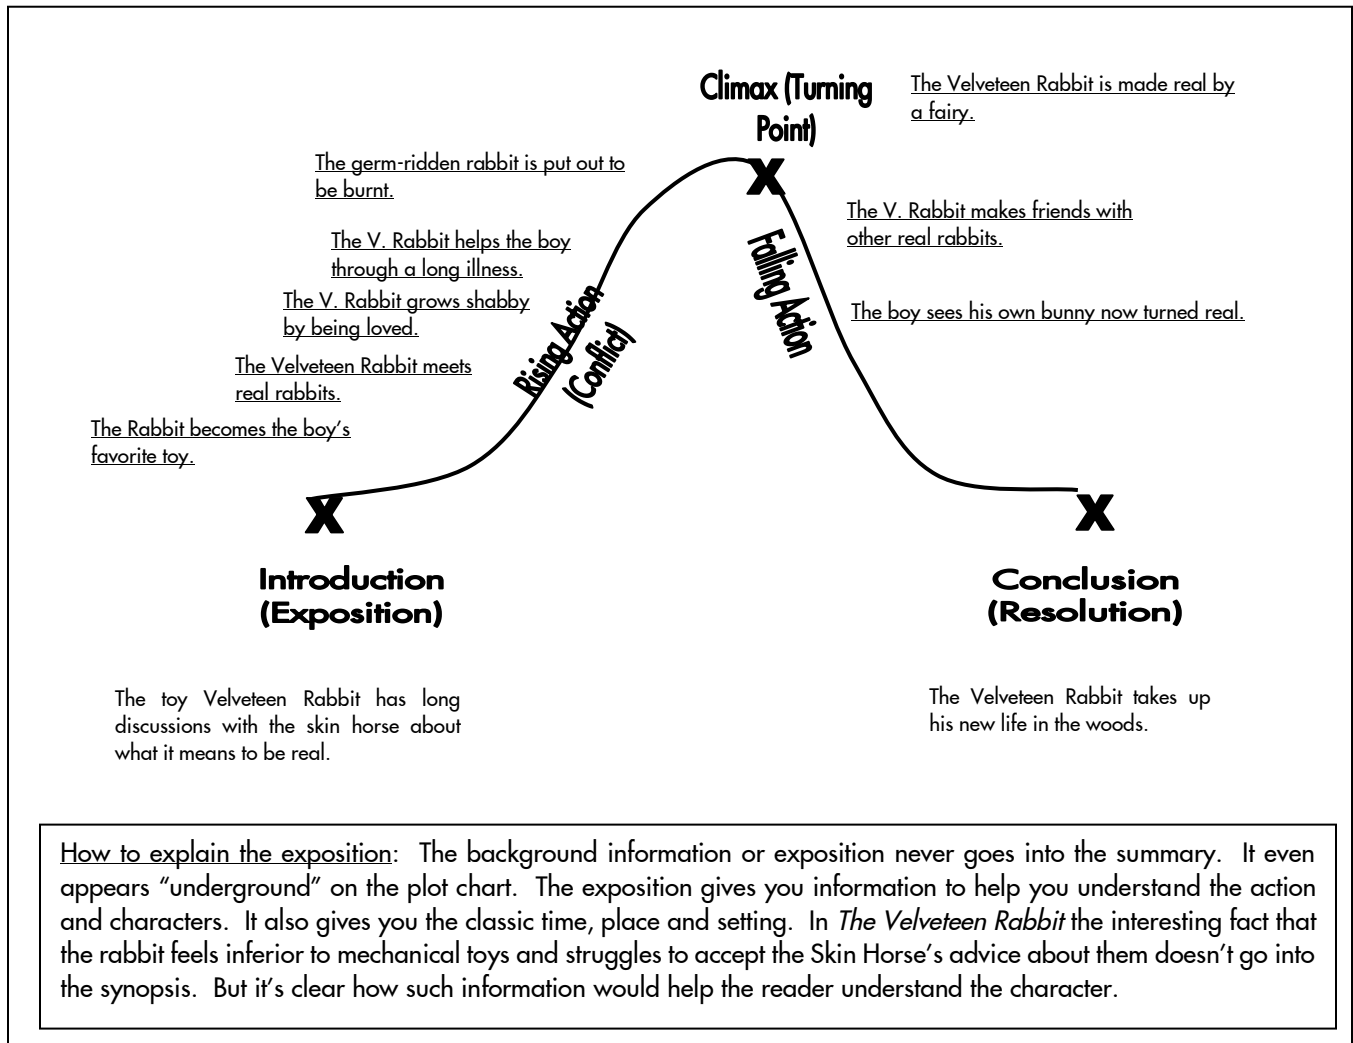 Climax (Turning
Point)
The Velveteen Rabbit is made real by
a fairy.
The germ-ridden rabbit is put out to
be burnt.
The V. Rabbit makes friends with
other real rabbits.
The V. Rabbit helps the boy
through a long illness.
The V. Rabbit grows shabby
by being loved.
Rising Action
(Conflict)
Falling Action
The boy sees his own bunny now turned real.
The Velveteen Rabbit meets
real rabbits.
The Rabbit becomes the boy's
favorite toy.
X
X
X
Introduction
(Exposition)
Conclusion
(Resolution)
The toy Velveteen Rabbit has long
discussions with the skin horse about
what it means to be real.
The Velveteen Rabbit takes up
his new life in the woods.
How to explain the exposition: The background information or exposition never goes into the summary. It even
appears “underground” on the plot chart. The exposition gives you information to help you understand the action
and characters. It also gives you the classic time, place and setting. In The Velveteen Rabbit the interesting fact that
the rabbit feels inferior to mechanical toys and struggles to accept the Skin Horse’s advice about them doesn’t go into
the synopsis. But it’s clear how such information would help the reader understand the character.